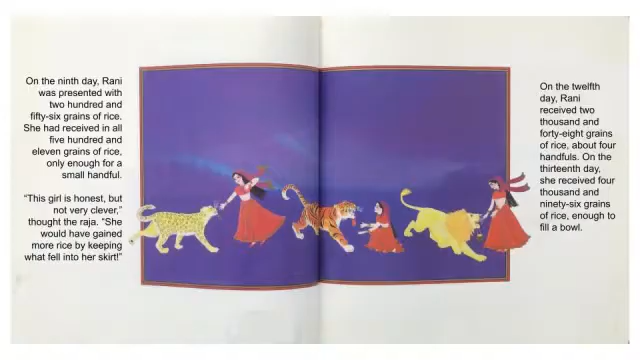 On the ninth day, Rani
was presented with
two hundred and
fifty-six grains of rice.
She had received in all
five hundred and
eleven grains of rice,
only enough for a
small handful.
“This girl is honest, but
not very clever,”
thought the raja. “She
would have gained
more rice by keeping
what fell into her skirt!”
On the twelfth
day, Rani
received two
thousand and
forty-eight grains
of rice, about four
handfuls. On the
thirteenth day,
she received four
thousand and
ninety-six grains
of rice, enough to
fill a bowl.